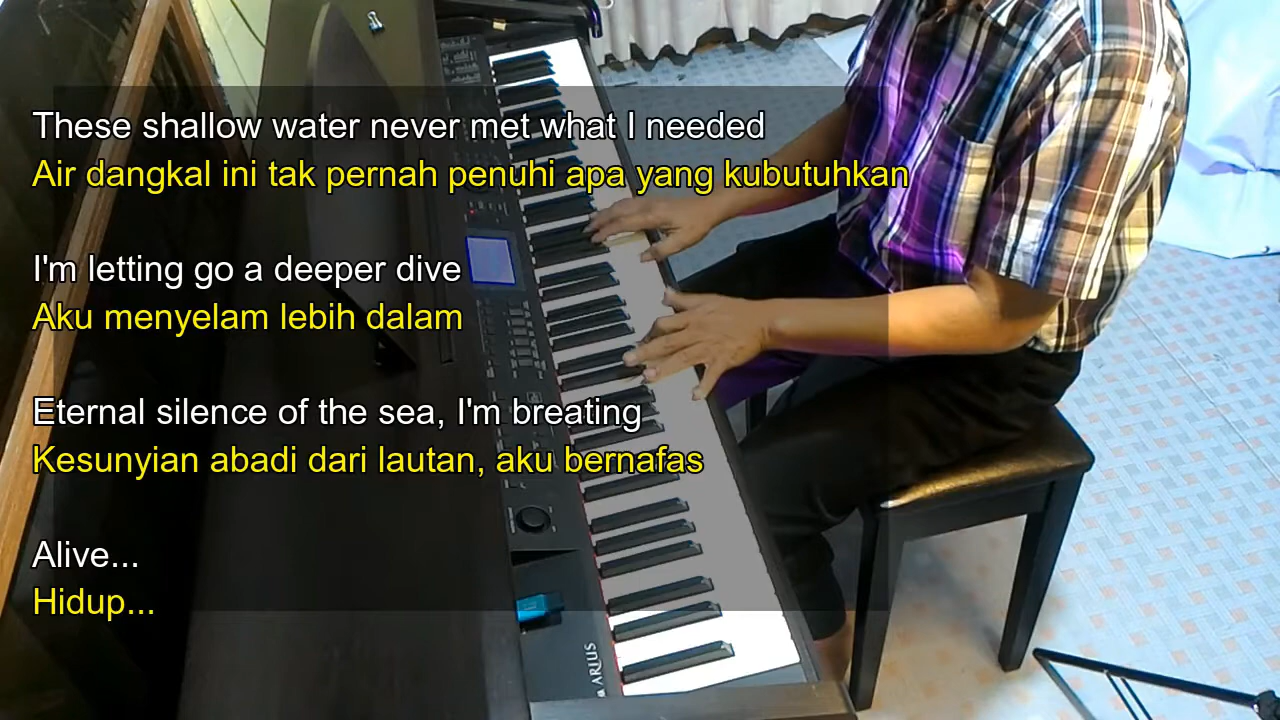 These shallow water never met what I needed
Air dangkal ini tak pernah penuhi apa yang kubutuhkan
I'm letting go a deeper dive
Aku menyelam lebih dalam
Eternal silence of the sea, I'm breating
Kesunyian abadi dari lautan, aku bernafas
Alive...
Hidup...
ARIUS